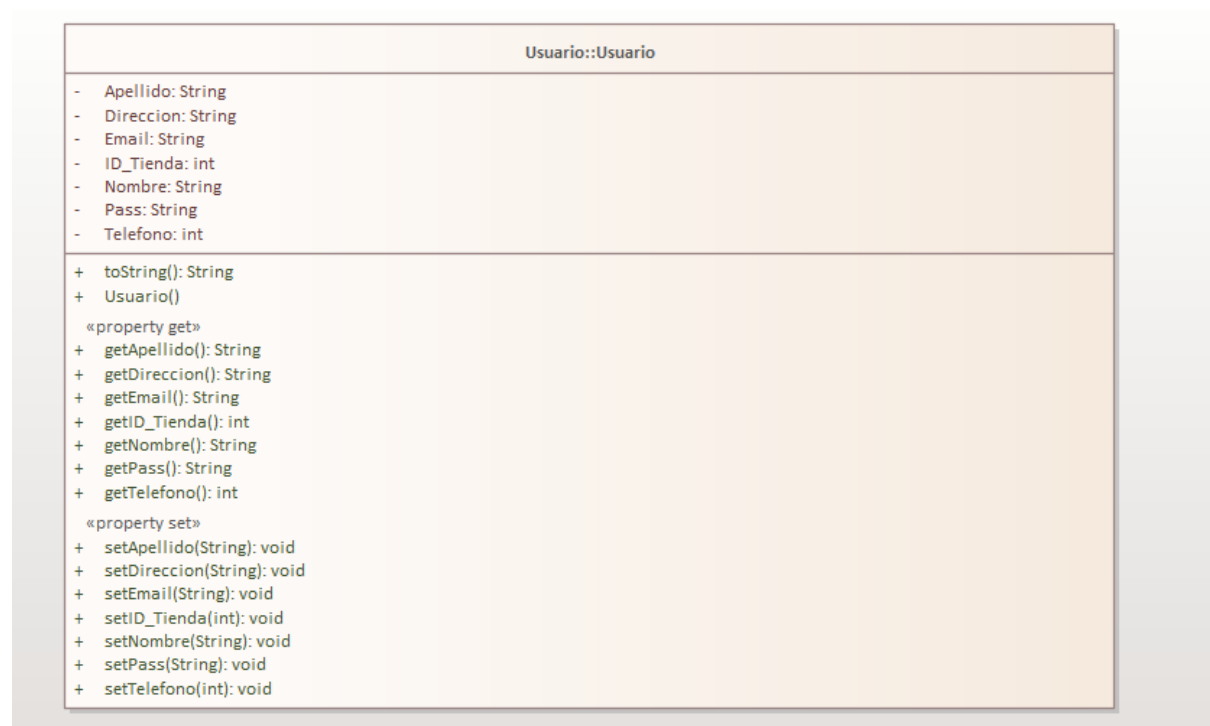 Usuario::Usuario
- Apellido: String
- Direccion: String
- Email: String
- ID_Tienda: int
- Nombre: String
- Pass: String
- Telefono: int
+ toString(): String
+ Usuario()
«property get»
+ getApellido(): String
+ getDireccion(): String
+ getEmail(): String
+ getID_Tienda(): int
+ getNombre(): String
+ getPass(): String
+ getTelefono(): int
«property set»
+ setApellido(String): void
+ setDireccion(String): void
+ setEmail(String): void
+ setID_Tienda(int): void
+ setNombre(String): void
+ setPass(String): void
+ setTelefono(int): void